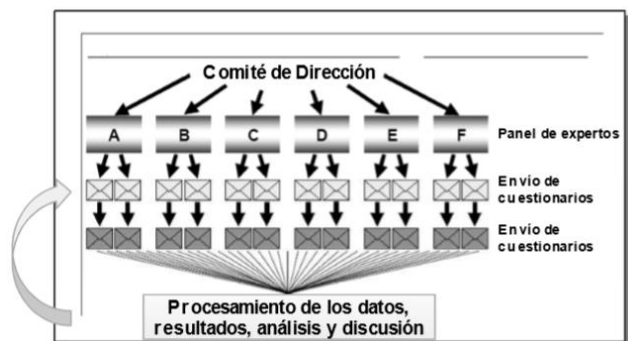 Comité de Dirección
A B C D E F Panel de expertos
Envío de
cuestionarios
Envío de
cuestionarios
Procesamiento de los datos,
resultados, análisis y discusión